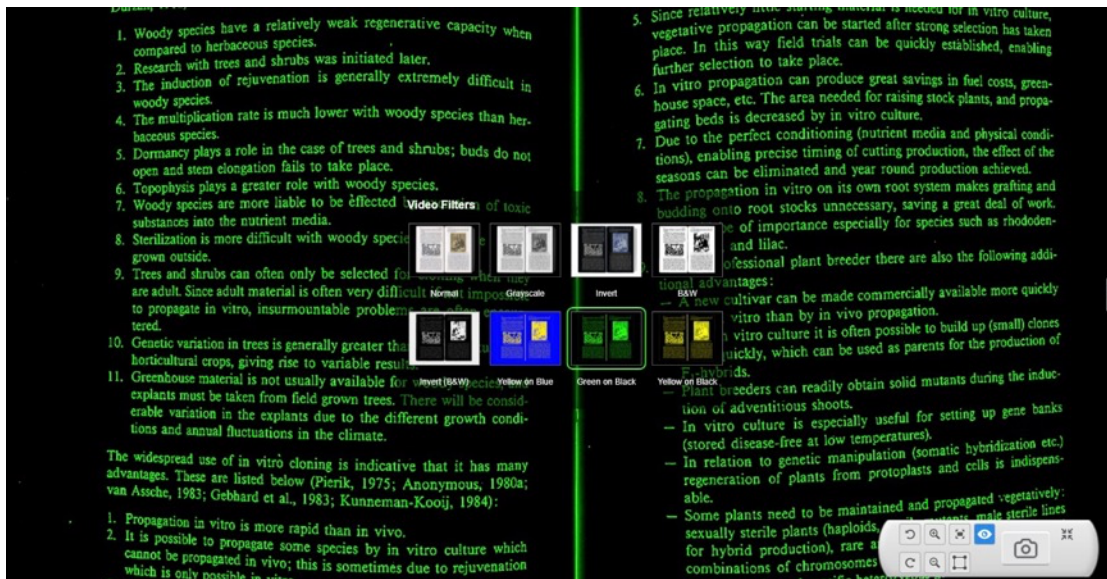 1. Woody species have a relatively weak regenerative capacity when
compared to herbaceous species.
2. Research with trees and shrubs was initiated later.
3. The induction of rejuvenation is generally extremely difficult in
woody species.
4. The multiplication rate is much lower with woody species than her-
baceous species.
5. Dormancy plays a role in the case of trees and shrubs; buds do not
open and stem elongation fails to take place.
6. Topophysis plays a greater role with woody species.
7. Woody species are more liable to be effected of toxic
substances into the nutrient media.
8. Sterilization is more difficult with woody
grown outside.
9. Trees and shrubs can often only be selected for cloning when they
are adult. Since adult material is often very difficult if not impossible
to propagate in vitro, insurmountable problems are often
tered.
10. Genetic variation in trees is generally greater
horticultural crops, giving rise to variable results.
11. Greenhouse material is not usually available for woody species;
explants must be taken from field grown trees. There will be consid-
erable variation in the explants due to the different growth condi-
tions and annual fluctuations in the climate.
The widespread use of in vitro cloning is indicative that it has many
advantages. These are listed below (Pierik, 1975; Anonymous, 1980a;
van Assche, 1983; Gebhard et al., 1983; Kunneman-Kooij, 1984):
1. Propagation in vitro is more rapid than in vivo.
2. It is possible to propagate some species by in vitro culture which
cannot be propagated in vivo; this is sometimes due to rejuvenation
which is only possible in
5. Since relatively little starting material is needed for in vitro culture,
vegetative propagation can be started after strong selection has taken
place. In this way field trials can be quickly established, enabling
further selection to take place.
6. In vitro propagation can produce great savings in fuel costs, green-
house space, etc. The area needed for raising stock plants, and propa-
gating beds is decreased by in vitro culture.
7. Due to the perfect conditioning (nutrient media and physical condi-
tions), enabling precise timing of cutting production, the effect of the
seasons can be eliminated and year round production achieved.
8. The propagation in vitro on its own root system makes grafting and
budding onto root stocks unnecessary, saving a great deal of work.
of importance especially for species such as rhododen-
and lilac.
professional plant breeder there are also the following addi-
tional advantages:
— A new cultivar can be made commercially available more quickly
vitro than by in vivo propagation.
vitro culture it is often possible to build up (small) clones
quickly, which can be used as parents for the production of
F₁-hybrids.
— Plant breeders can readily obtain solid mutants during the induc-
tion of adventitious shoots.
— In vitro culture is especially useful for setting up gene banks
(stored disease-free at low temperatures).
— In relation to genetic manipulation (somatic hybridization etc.)
regeneration of plants from protoplasts and cells is indispens-
able.
— Some plants need to be maintained and propagated vegetatively:
sexually sterile plants (haploids, male sterile lines
for hybrid production), rare
combinations of chromosomes
Video Filters
Normal Grayscale Invert B&W
Invert (B&W) Yellow on Blue Green on Black Yellow on Black